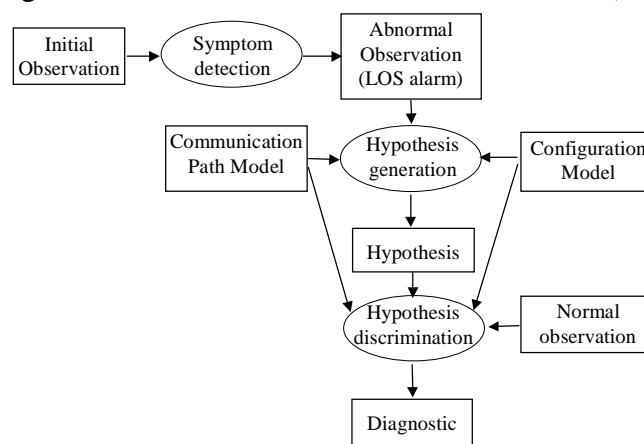 Initial
Observation
Symptom
detection
Abnormal
Observation
(LOS alarm)
Communication
Path Model
Hypothesis
generation
Configuration
Model
Hypothesis
Hypothesis
discrimination
Normal
observation
Diagnostic